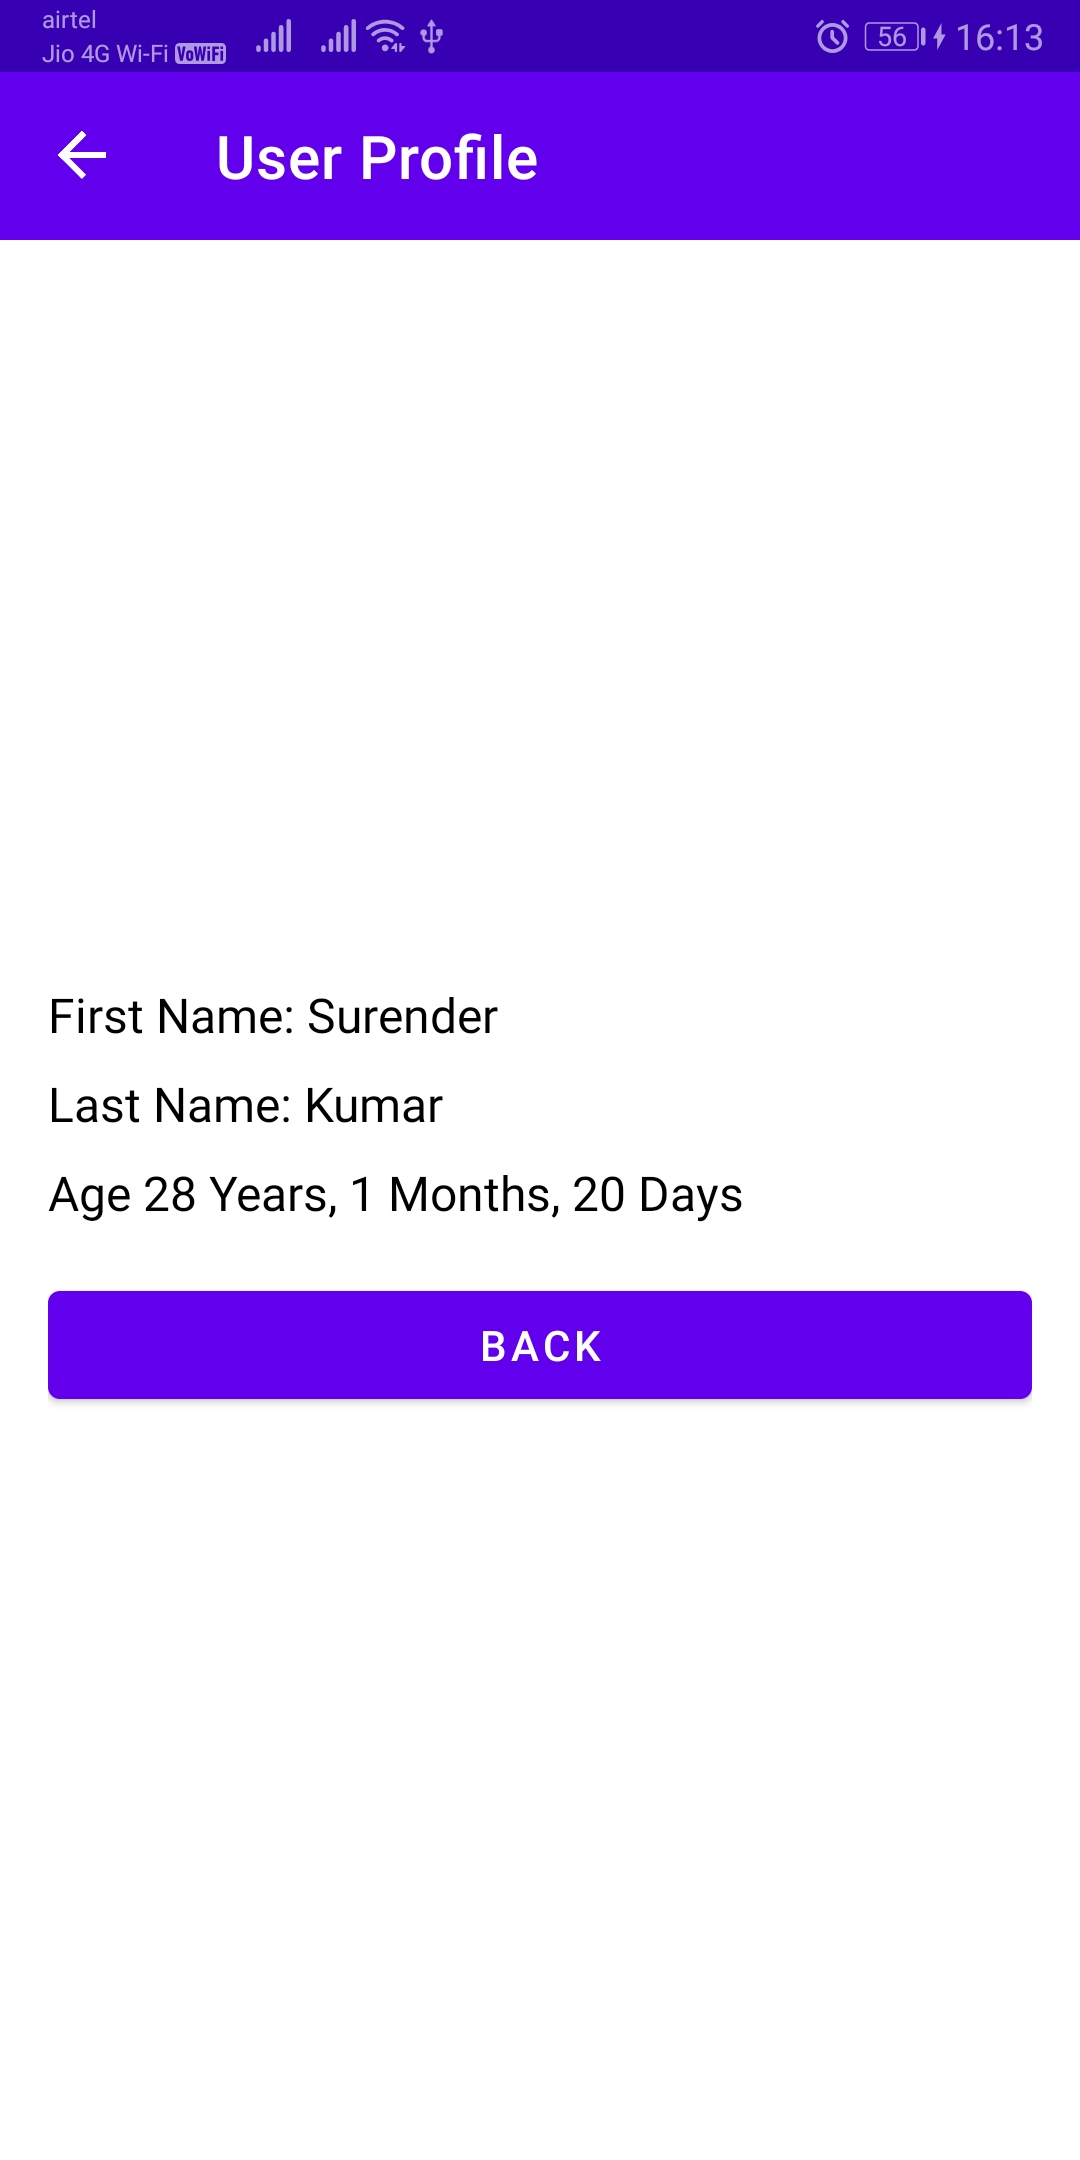 airtel
Jio 4G Wi-Fi VoWiFi
56 16:13
User Profile
First Name: Surender
Last Name: Kumar
Age 28 Years, 1 Months, 20 Days
BACK